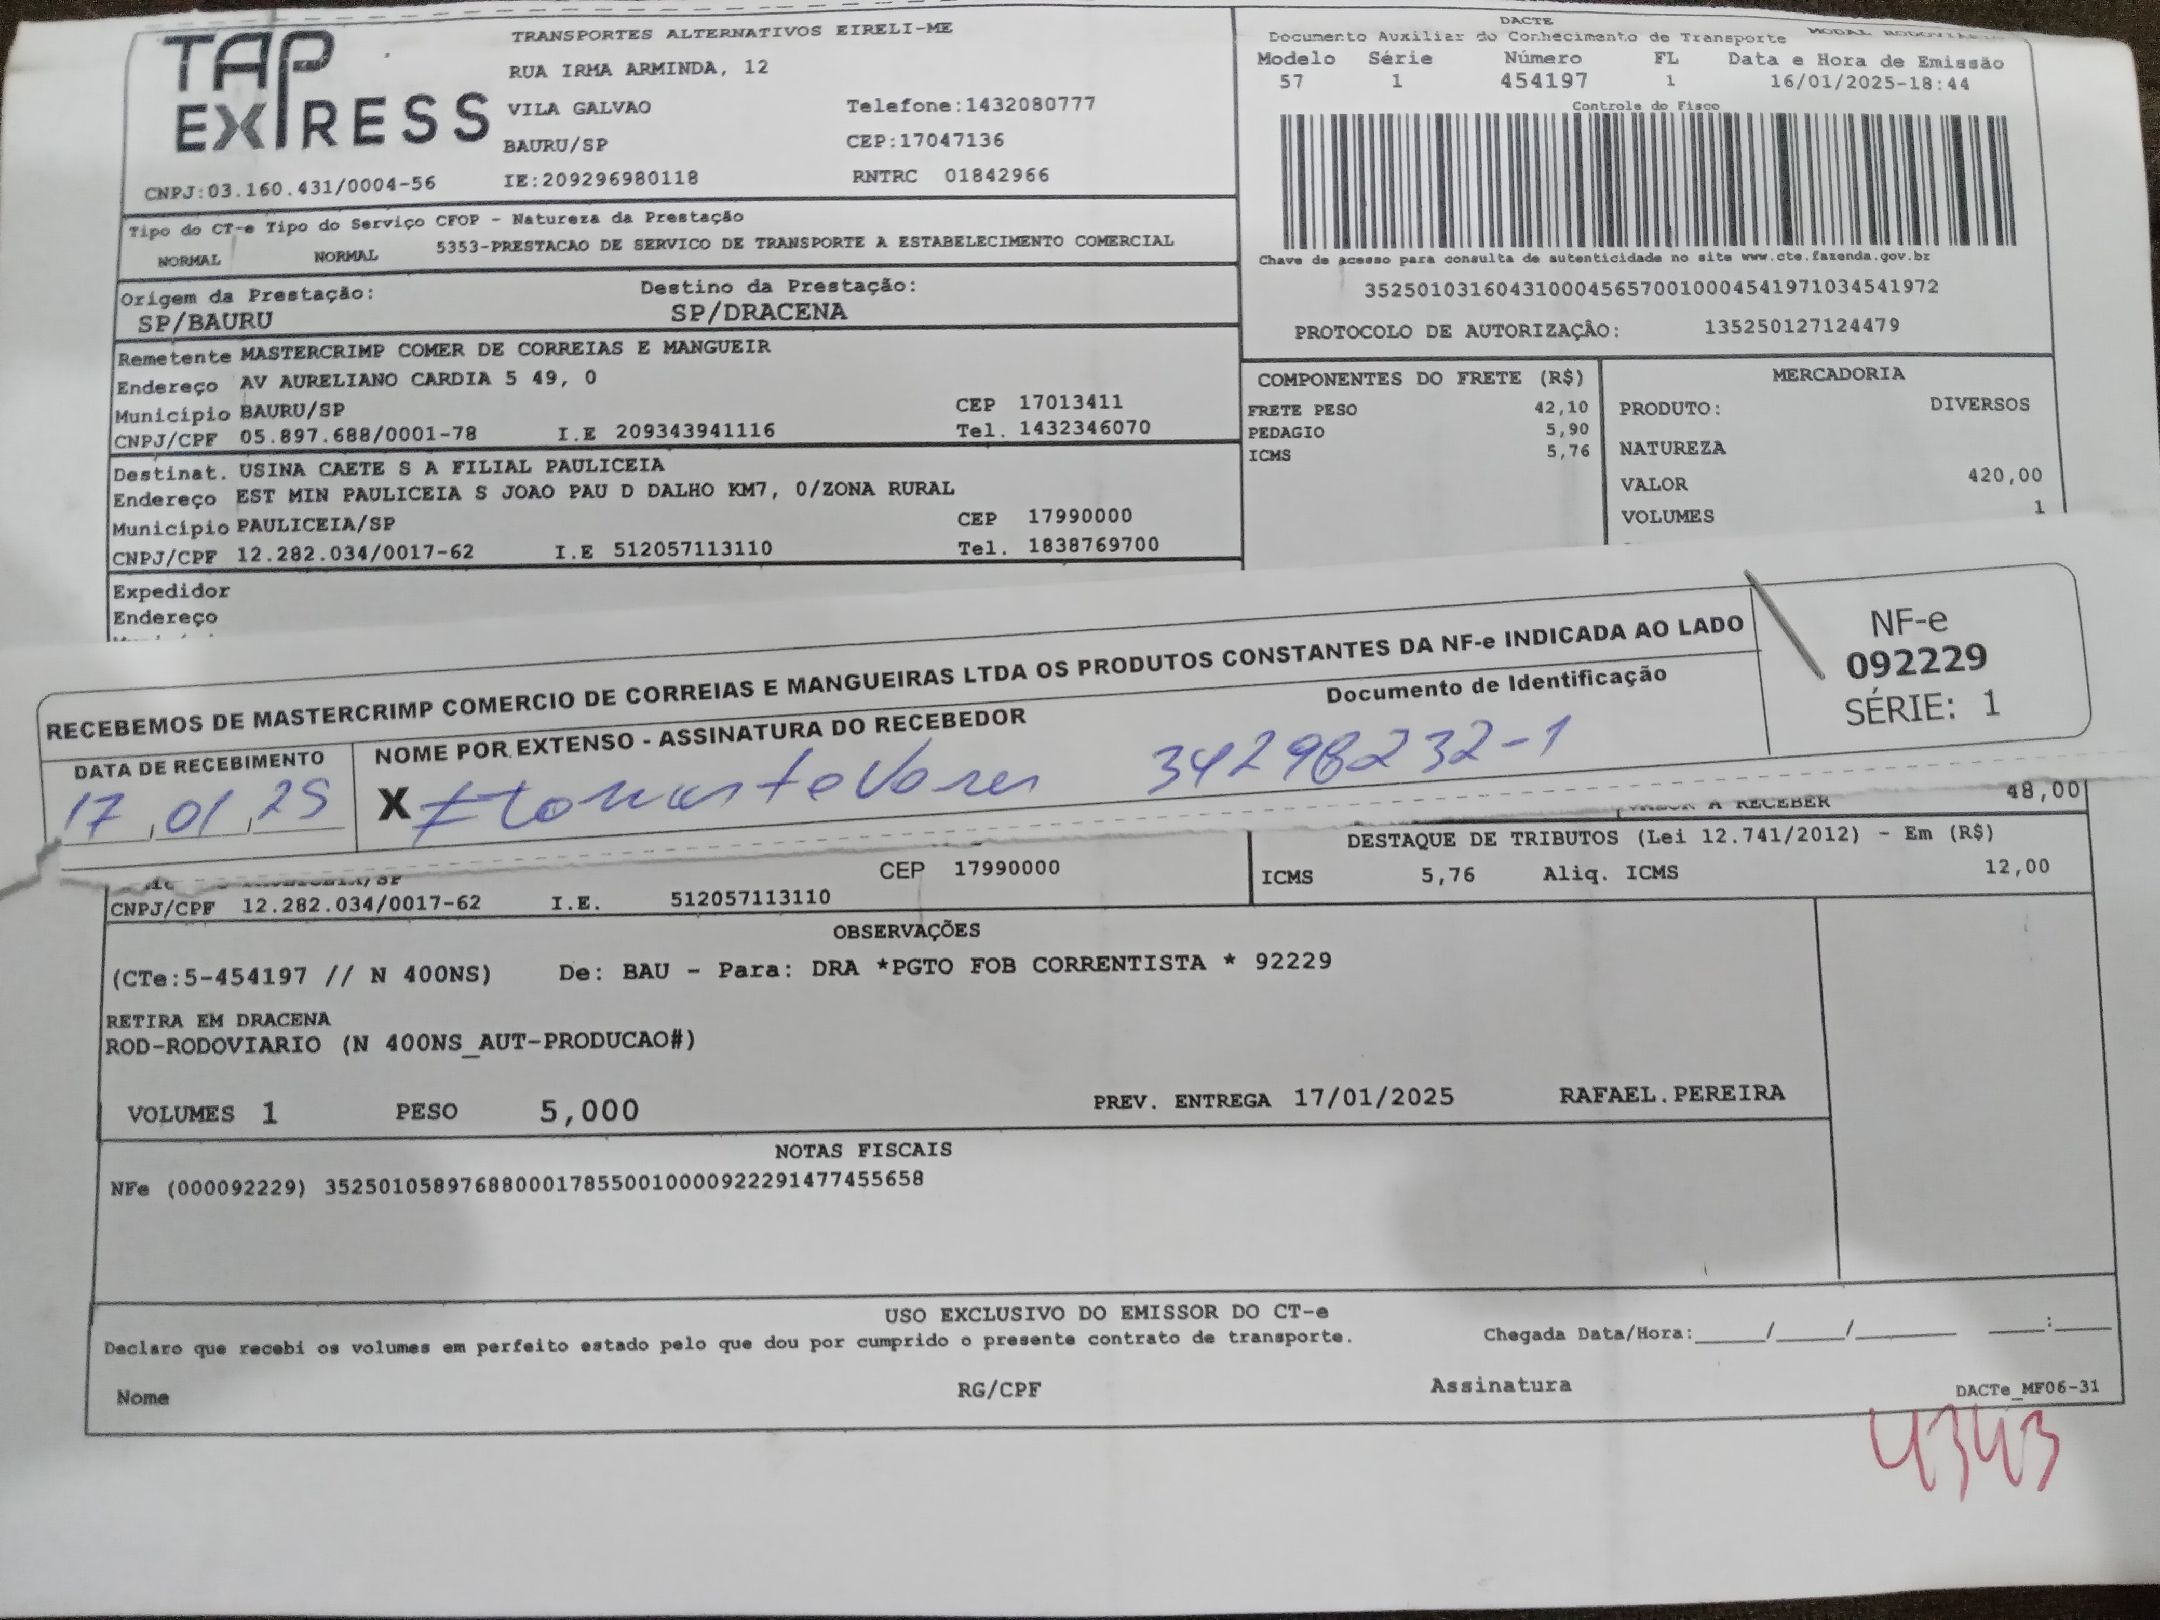 TAP EXPRESS
TRANSPORTES ALTERNATIVOS EIRELI-ME
RUA IRMA ARMINDA, 12
VILA GALVAO Telefone:1432080777
BAURU/SP CEP:17047136
CNPJ:03.160.431/0004-56 IE:209296980118 RNTRC 01842966
DACTE
Documento Auxiliar do Conhecimento de Transporte MODAL RODOVIARIO
Modelo Série Número FL Data e Hora de Emissão
57 1 454197 1 16/01/2025-18:44
Controle do Fisco
Chave de acesso para consulta de autenticidade no site www.cte.fazenda.gov.br
35250103160431000456570010004541971034541972
PROTOCOLO DE AUTORIZAÇÃO: 135250127124479
Tipo do CT-e Tipo do Serviço CFOP - Natureza da Prestação
NORMAL NORMAL 5353-PRESTACAO DE SERVICO DE TRANSPORTE A ESTABELECIMENTO COMERCIAL
Origem da Prestação: Destino da Prestação:
SP/BAURU SP/DRACENA
Remetente MASTERCRIMP COMER DE CORREIAS E MANGUEIR
Endereço AV AURELIANO CARDIA 5 49, 0
Município BAURU/SP CEP 17013411
CNPJ/CPF 05.897.688/0001-78 I.E 209343941116 Tel. 1432346070
Destinat. USINA CAETE S A FILIAL PAULICEIA
Endereço EST MIN PAULICEIA S JOAO PAU D DALHO KM7, 0/ZONA RURAL
Município PAULICEIA/SP CEP 17990000
CNPJ/CPF 12.282.034/0017-62 I.E 512057113110 Tel. 1838769700
Expedidor
Endereço
COMPONENTES DO FRETE (R$)
FRETE PESO 42,10
PEDAGIO 5,90
ICMS 5,76
MERCADORIA
PRODUTO: DIVERSOS
NATUREZA
VALOR 420,00
VOLUMES 1
RECEBEMOS DE MASTERCRIMP COMERCIO DE CORREIAS E MANGUEIRAS LTDA OS PRODUTOS CONSTANTES DA NF-e INDICADA AO LADO
DATA DE RECEBIMENTO NOME POR EXTENSO - ASSINATURA DO RECEBEDOR Documento de Identificação
17,01,25 X 34298232-1
NF-e
092229
SÉRIE: 1
A RECEBER 48,00
DESTAQUE DE TRIBUTOS (Lei 12.741/2012) - Em (R$)
ICMS 5,76 Aliq. ICMS 12,00
CEP 17990000
CNPJ/CPF 12.282.034/0017-62 I.E. 512057113110
OBSERVAÇÕES
(CTe:5-454197 // N 400NS) De: BAU - Para: DRA *PGTO FOB CORRENTISTA * 92229
RETIRA EM DRACENA
ROD-RODOVIARIO (N 400NS_AUT-PRODUCAO#)
VOLUMES 1 PESO 5,000 PREV. ENTREGA 17/01/2025 RAFAEL.PEREIRA
NOTAS FISCAIS
NFe (000092229) 35250105897688000178550010000922291477455658
USO EXCLUSIVO DO EMISSOR DO CT-e
Declaro que recebi os volumes em perfeito estado pelo que dou por cumprido o presente contrato de transporte. Chegada Data/Hora:_____/_____/_______ ____:____
Nome RG/CPF Assinatura DACTe_MF06-31
4343